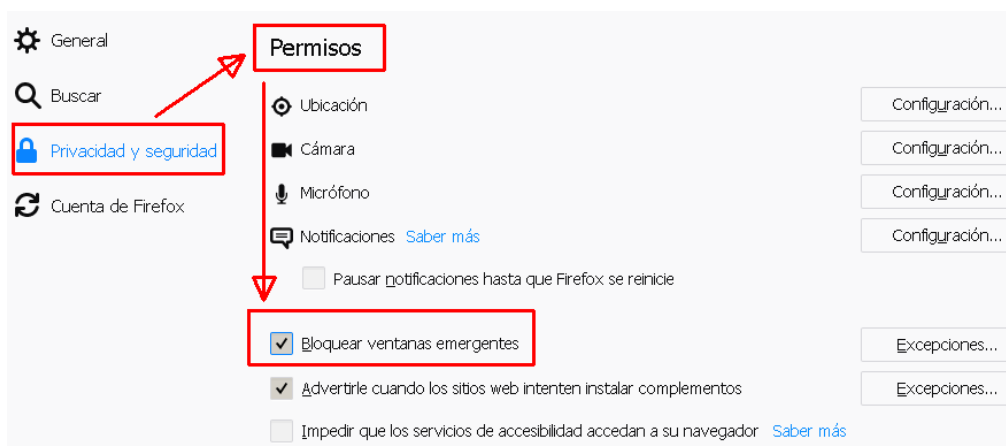 General
Buscar
Privacidad y seguridad
Cuenta de Firefox
Permisos
Ubicación Configuración...
Cámara Configuración...
Micrófono Configuración...
Notificaciones Saber más Configuración...
Pausar notificaciones hasta que Firefox se reinicie
Bloquear ventanas emergentes Excepciones...
Advertirle cuando los sitios web intenten instalar complementos Excepciones...
Impedir que los servicios de accesibilidad accedan a su navegador Saber más